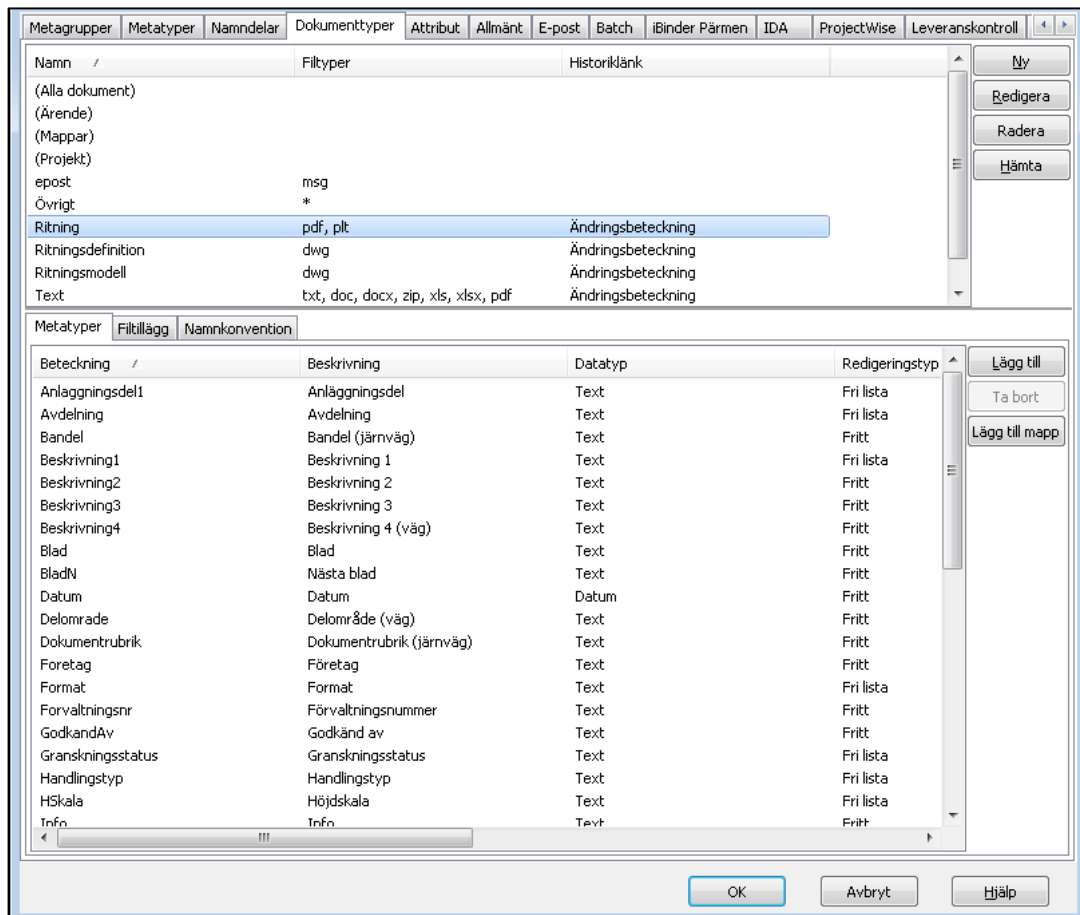 Metagrupper Metatyper Namndelar Dokumenttyper Attribut Allmänt E-post Batch iBinder Pärmen IDA ProjectWise Leveranskontroll
Namn Filtyper Historiklänk Ny
(Alla dokument) Redigera
(Ärende)
(Mappar) Radera
(Projekt) Hämta
epost msg
Övrigt *
Ritning pdf, plt Ändringsbeteckning
Ritningsdefinition dwg Ändringsbeteckning
Ritningsmodell dwg Ändringsbeteckning
Text txt, doc, docx, zip, xls, xlsx, pdf Ändringsbeteckning
Metatyper Filtillägg Namnkonvention
Beteckning Beskrivning Datatyp Redigeringstyp Lägg till
Anlaggningsdel1 Anläggningsdel Text Fri lista Ta bort
Avdelning Avdelning Text Fri lista
Bandel Bandel (järnväg) Text Fritt Lägg till mapp
Beskrivning1 Beskrivning 1 Text Fri lista
Beskrivning2 Beskrivning 2 Text Fritt
Beskrivning3 Beskrivning 3 Text Fritt
Beskrivning4 Beskrivning 4 (väg) Text Fritt
Blad Blad Text Fritt
BladN Nästa blad Text Fritt
Datum Datum Datum Fritt
Delomrade Delområde (väg) Text Fritt
Dokumentrubrik Dokumentrubrik (järnväg) Text Fritt
Foretag Företag Text Fritt
Format Format Text Fri lista
Forvaltningsnr Förvaltningsnummer Text Fritt
GodkandAv Godkänd av Text Fritt
Granskningsstatus Granskningsstatus Text Fri lista
Handlingstyp Handlingstyp Text Fri lista
HSkala Höjdskala Text Fri lista
Info Info Text Fritt
OK Avbryt Hjälp